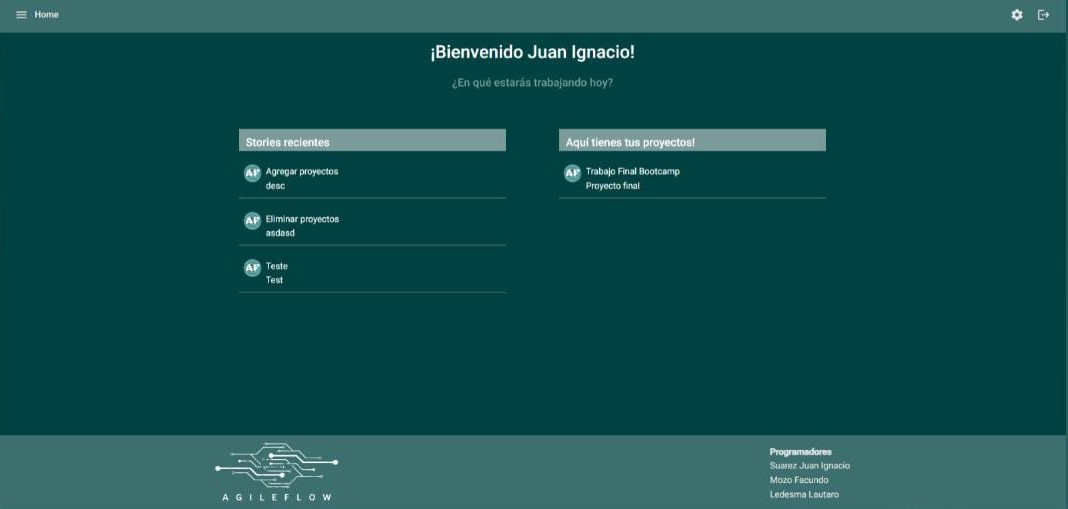 Home
¡Bienvenido Juan Ignacio!
¿En qué estarás trabajando hoy?
Stories recientes
AF Agregar proyectos
desc
AF Eliminar proyectos
asdasd
AF Teste
Test
Aquí tienes tus proyectos!
AF Trabajo Final Bootcamp
Proyecto final
AGILEFLOW
Programadores
Suarez Juan Ignacio
Mozo Facundo
Ledesma Lautaro